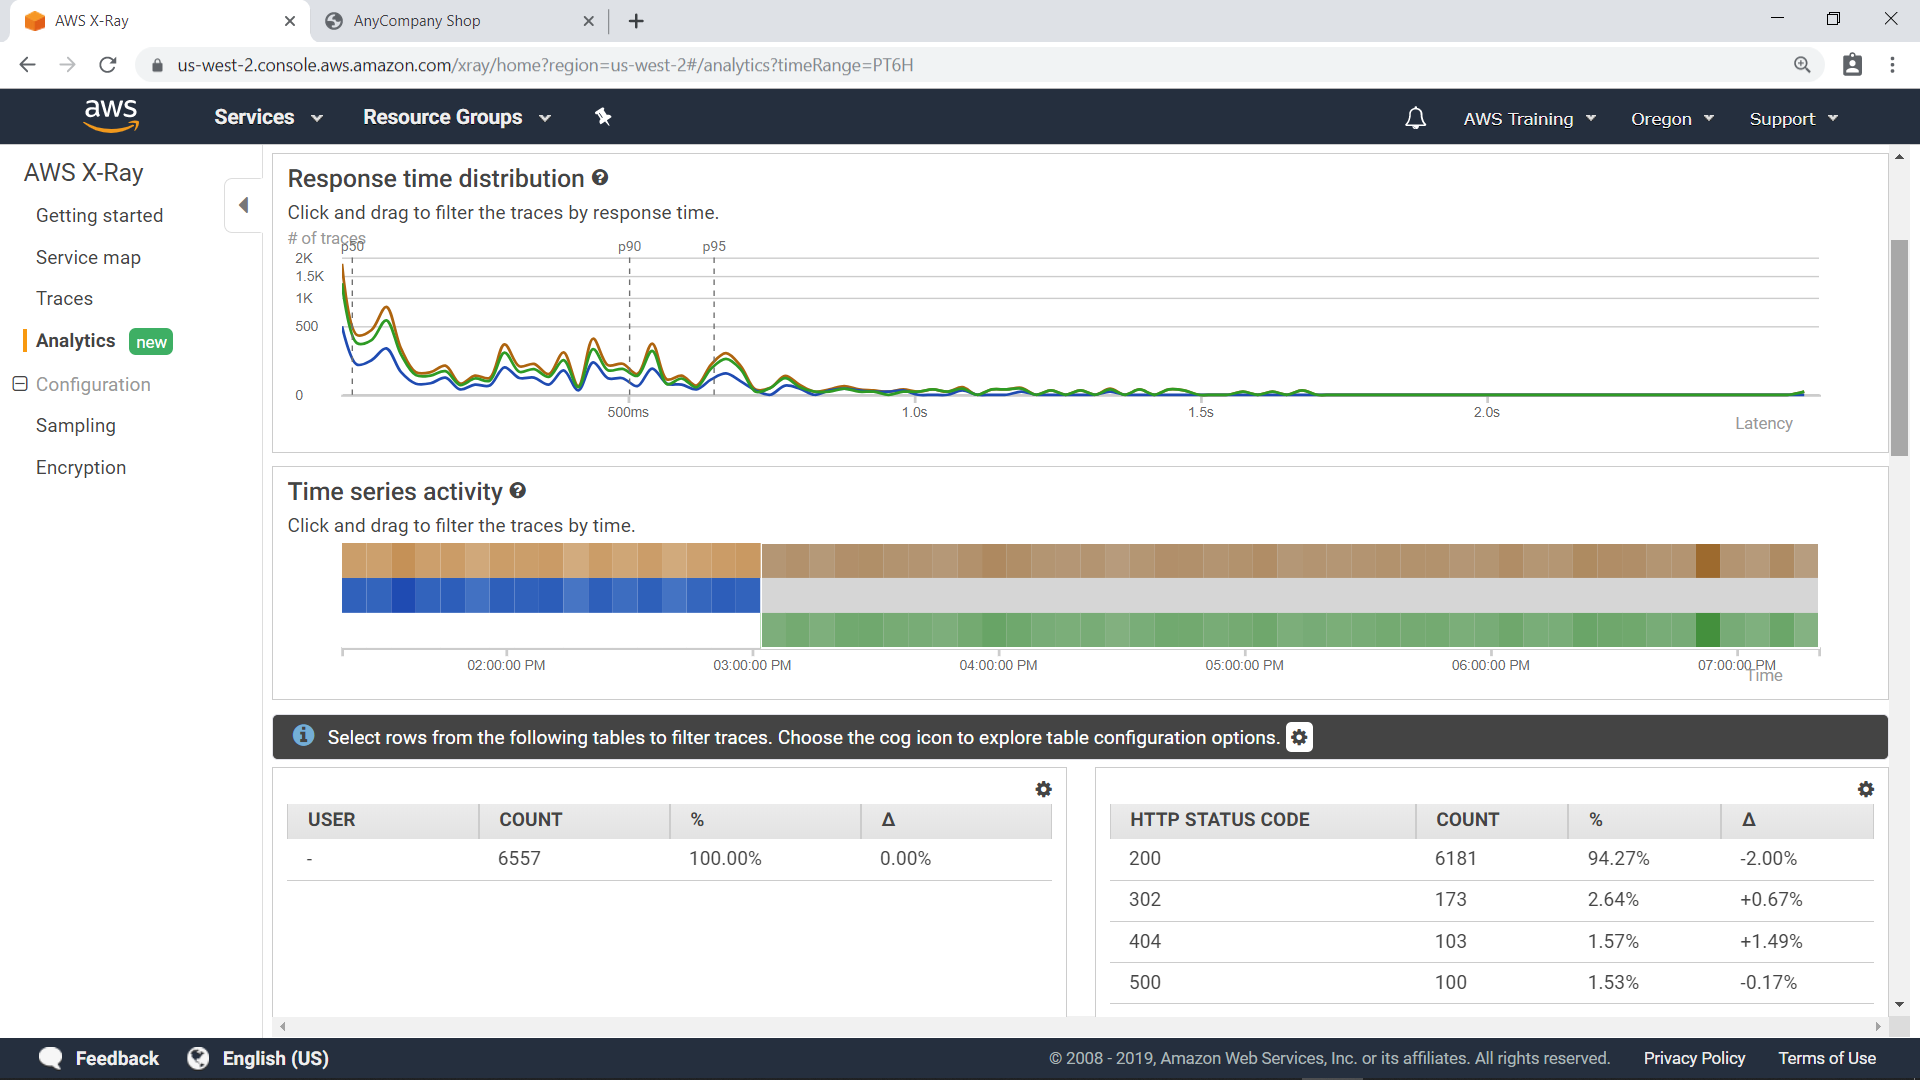 AWS X-Ray
AnyCompany Shop
us-west-2.console.aws.amazon.com/xray/home?region=us-west-2#/analytics?timeRange=PT6H
aws
Services
Resource Groups
AWS Training
Oregon
Support
AWS X-Ray
Getting started
Service map
Traces
Analytics new
Configuration
Sampling
Encryption
Response time distribution
Click and drag to filter the traces by response time.
# of traces
p50 p90 p95
2K
1.5K
1K
500
0
500ms 1.0s 1.5s 2.0s
Latency
Time series activity
Click and drag to filter the traces by time.
02:00:00 PM 03:00:00 PM 04:00:00 PM 05:00:00 PM 06:00:00 PM 07:00:00 PM
Time
Select rows from the following tables to filter traces. Choose the cog icon to explore table configuration options.
USER COUNT % Δ
- 6557 100.00% 0.00%
HTTP STATUS CODE COUNT % Δ
200 6181 94.27% -2.00%
302 173 2.64% +0.67%
404 103 1.57% +1.49%
500 100 1.53% -0.17%
Feedback
English (US)
© 2008 - 2019, Amazon Web Services, Inc. or its affiliates. All rights reserved.
Privacy Policy
Terms of Use